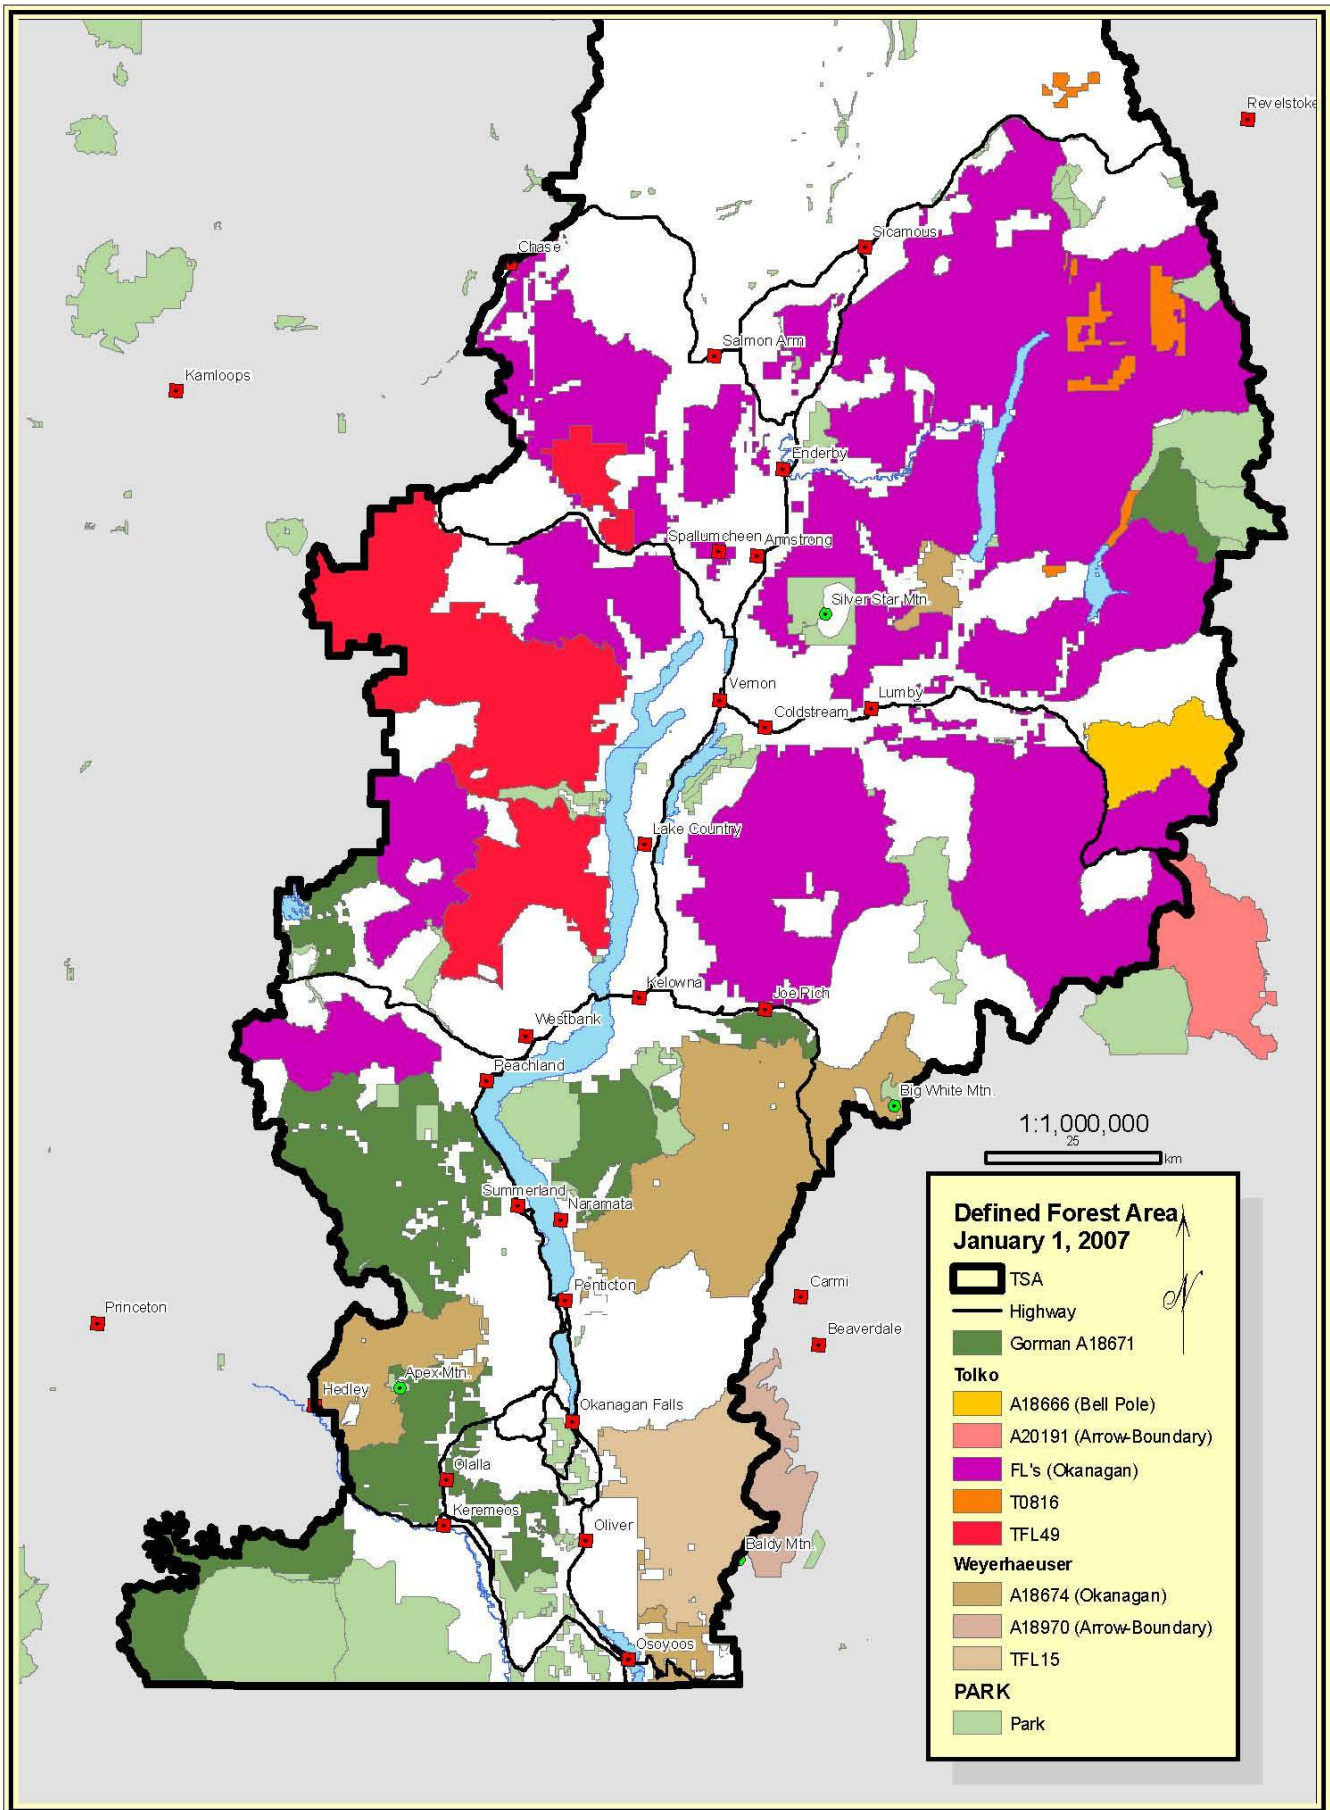 Revelstoke
Sicamous
Chase
Salmon Arm
Kamloops
Enderby
Spallumcheen
Armstrong
Silver Star Mtn.
Vernon
Lumby
Coldstream
Lake Country
Kelowna
Joe Rich
Westbank
Peachland
Big White Mtn.
1:1,000,000
25
km
Summerland
Naramata
Defined Forest Area
January 1, 2007
N
TSA
Highway
Gorman A18671
Tolko
A18666 (Bell Pole)
A20191 (Arrow-Boundary)
FL's (Okanagan)
T0816
TFL49
Weyerhaeuser
A18674 (Okanagan)
A18970 (Arrow-Boundary)
TFL15
PARK
Park
Penticton
Carmi
Princeton
Beaverdale
Apex Mtn.
Hedley
Okanagan Falls
Olalla
Keremeos
Oliver
Baldy Mtn.
Osoyoos